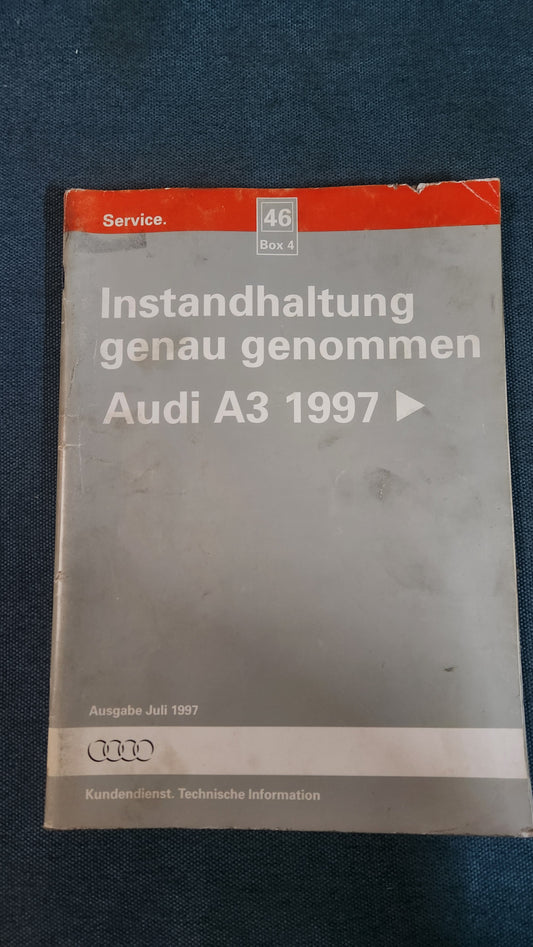 Service.
46
Box 4
Instandhaltung
genau genommen
Audi A3 1997 ►
Ausgabe Juli 1997
Kundendienst. Technische Information